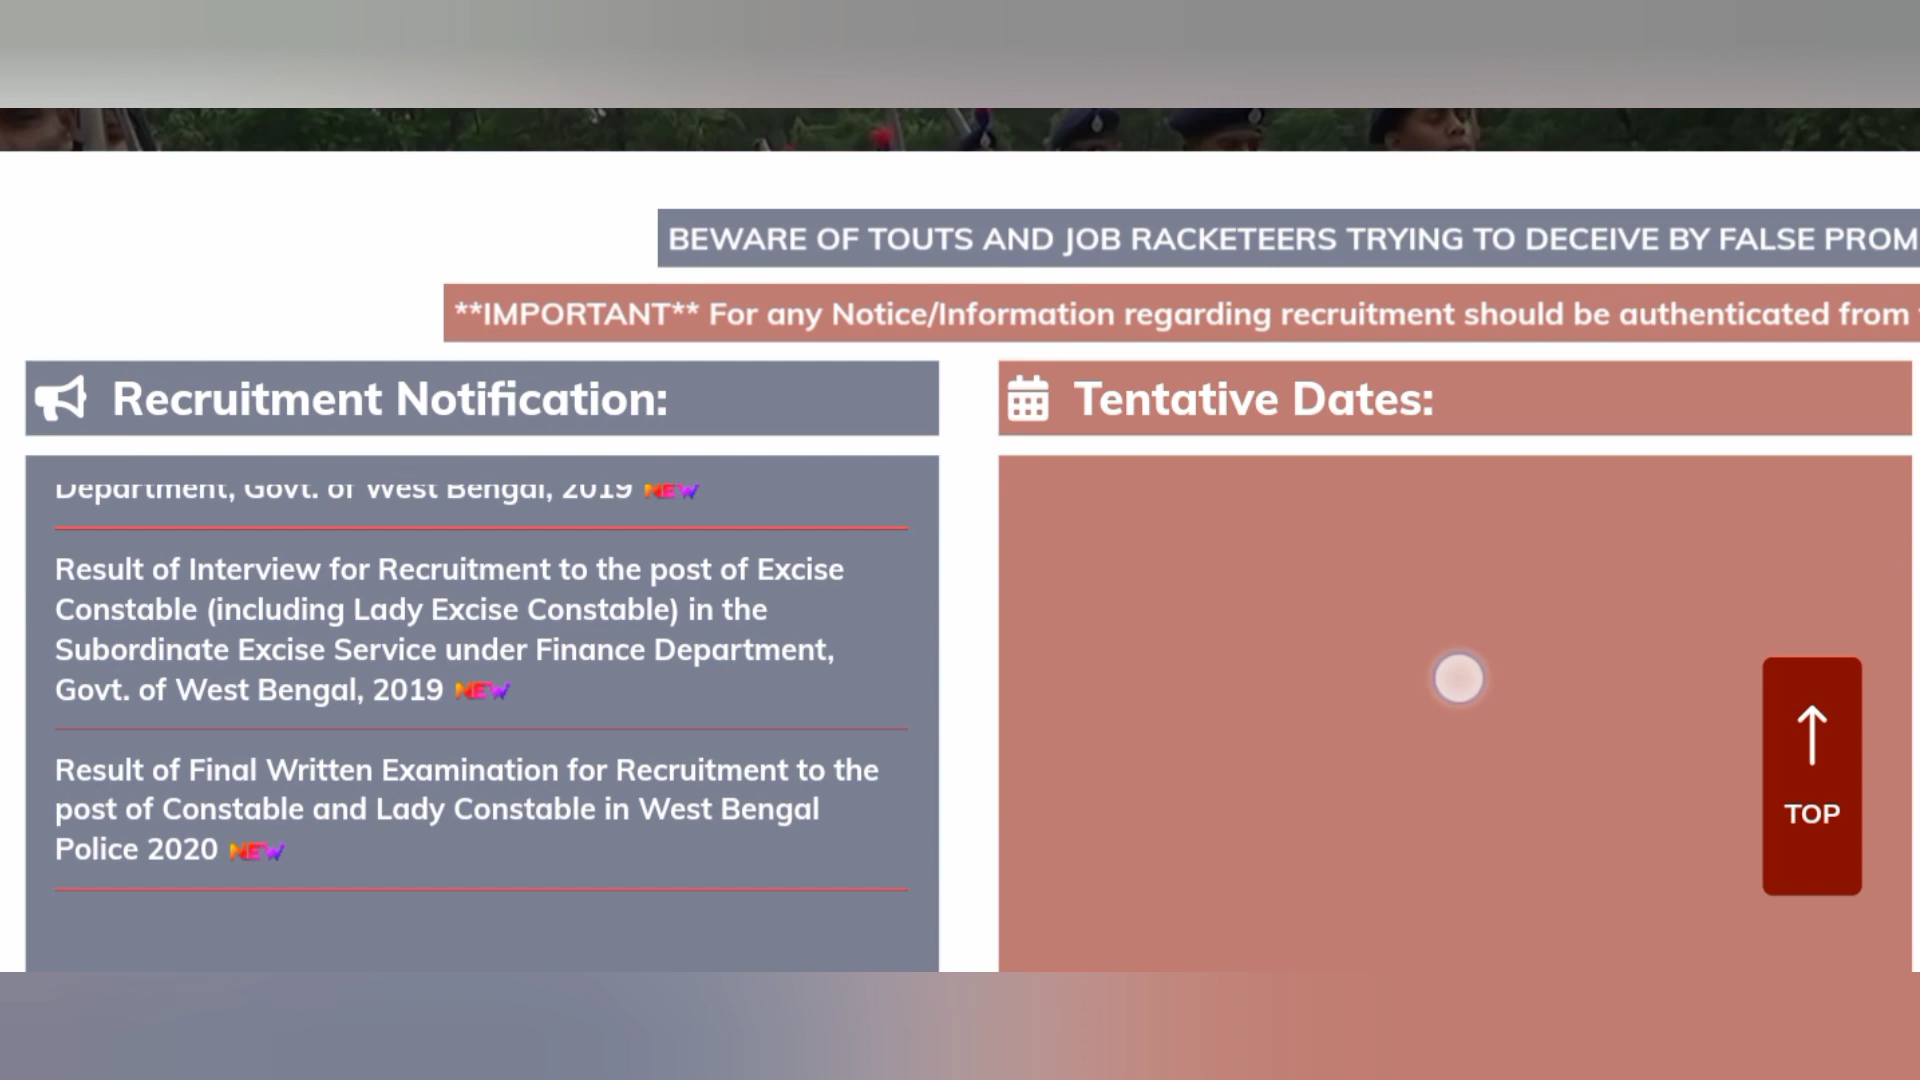 BEWARE OF TOUTS AND JOB RACKETEERS TRYING TO DECEIVE BY FALSE PROM
**IMPORTANT** For any Notice/Information regarding recruitment should be authenticated from
Recruitment Notification:
Tentative Dates:
Department, Govt. of West Bengal, 2019 NEW
Result of Interview for Recruitment to the post of Excise
Constable (including Lady Excise Constable) in the
Subordinate Excise Service under Finance Department,
Govt. of West Bengal, 2019 NEW
Result of Final Written Examination for Recruitment to the
post of Constable and Lady Constable in West Bengal
Police 2020 NEW
TOP